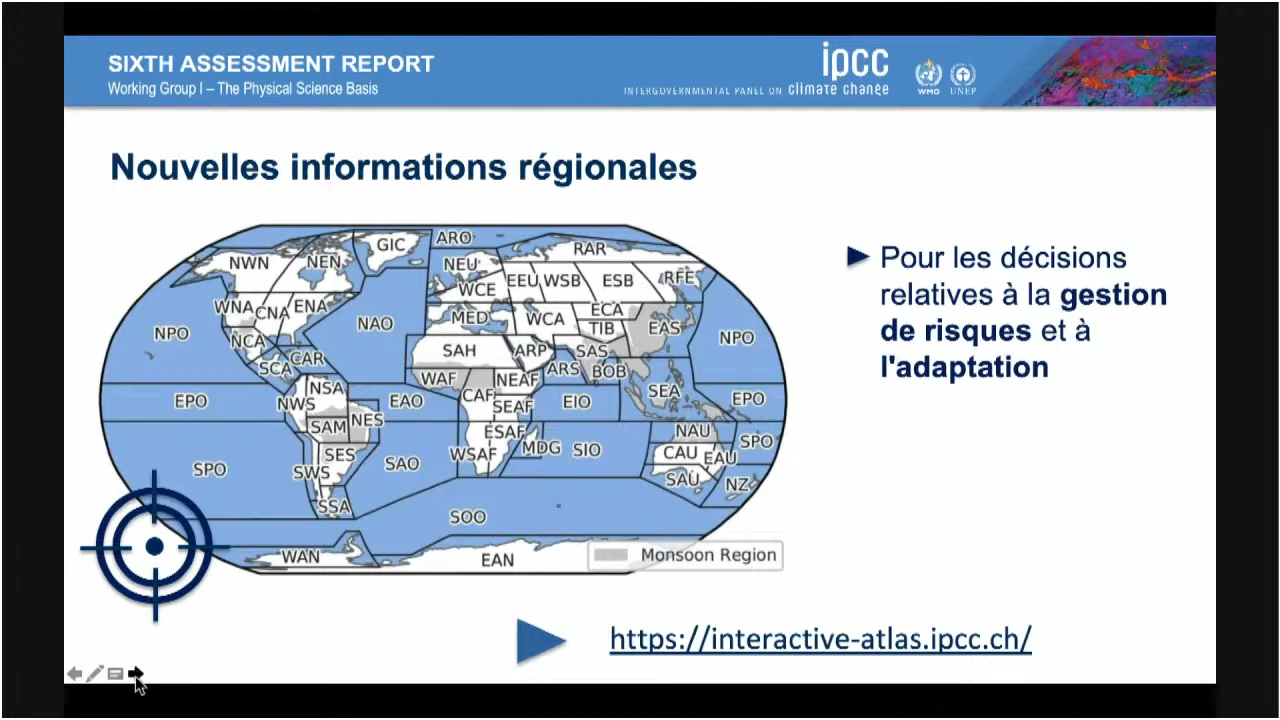 SIXTH ASSESSMENT REPORT
Working Group I – The Physical Science Basis
ipcc
INTERGOVERNMENTAL PANEL ON climate change
WMO UNEP
Nouvelles informations régionales
GIC ARO RAR
NWN NEN NEU EEU WSB ESB RFE
WCE
WNA CNA ENA MED WCA ECA
NPO NCA NAO TIB EAS NPO
SCA CAR SAH ARP SAS
ARS BOB
NSA WAF NEAF SEA
EPO NWS EAO CAF SEAF EIO EPO
SAM NES ESAF NAU SPO
SPO SWS SES SAO WSAF MDG SIO CAU EAU
SAU NZ
SSA SOO
WAN EAN
Monsoon Region
► Pour les décisions
relatives à la gestion
de risques et à
l'adaptation
https://interactive-atlas.ipcc.ch/